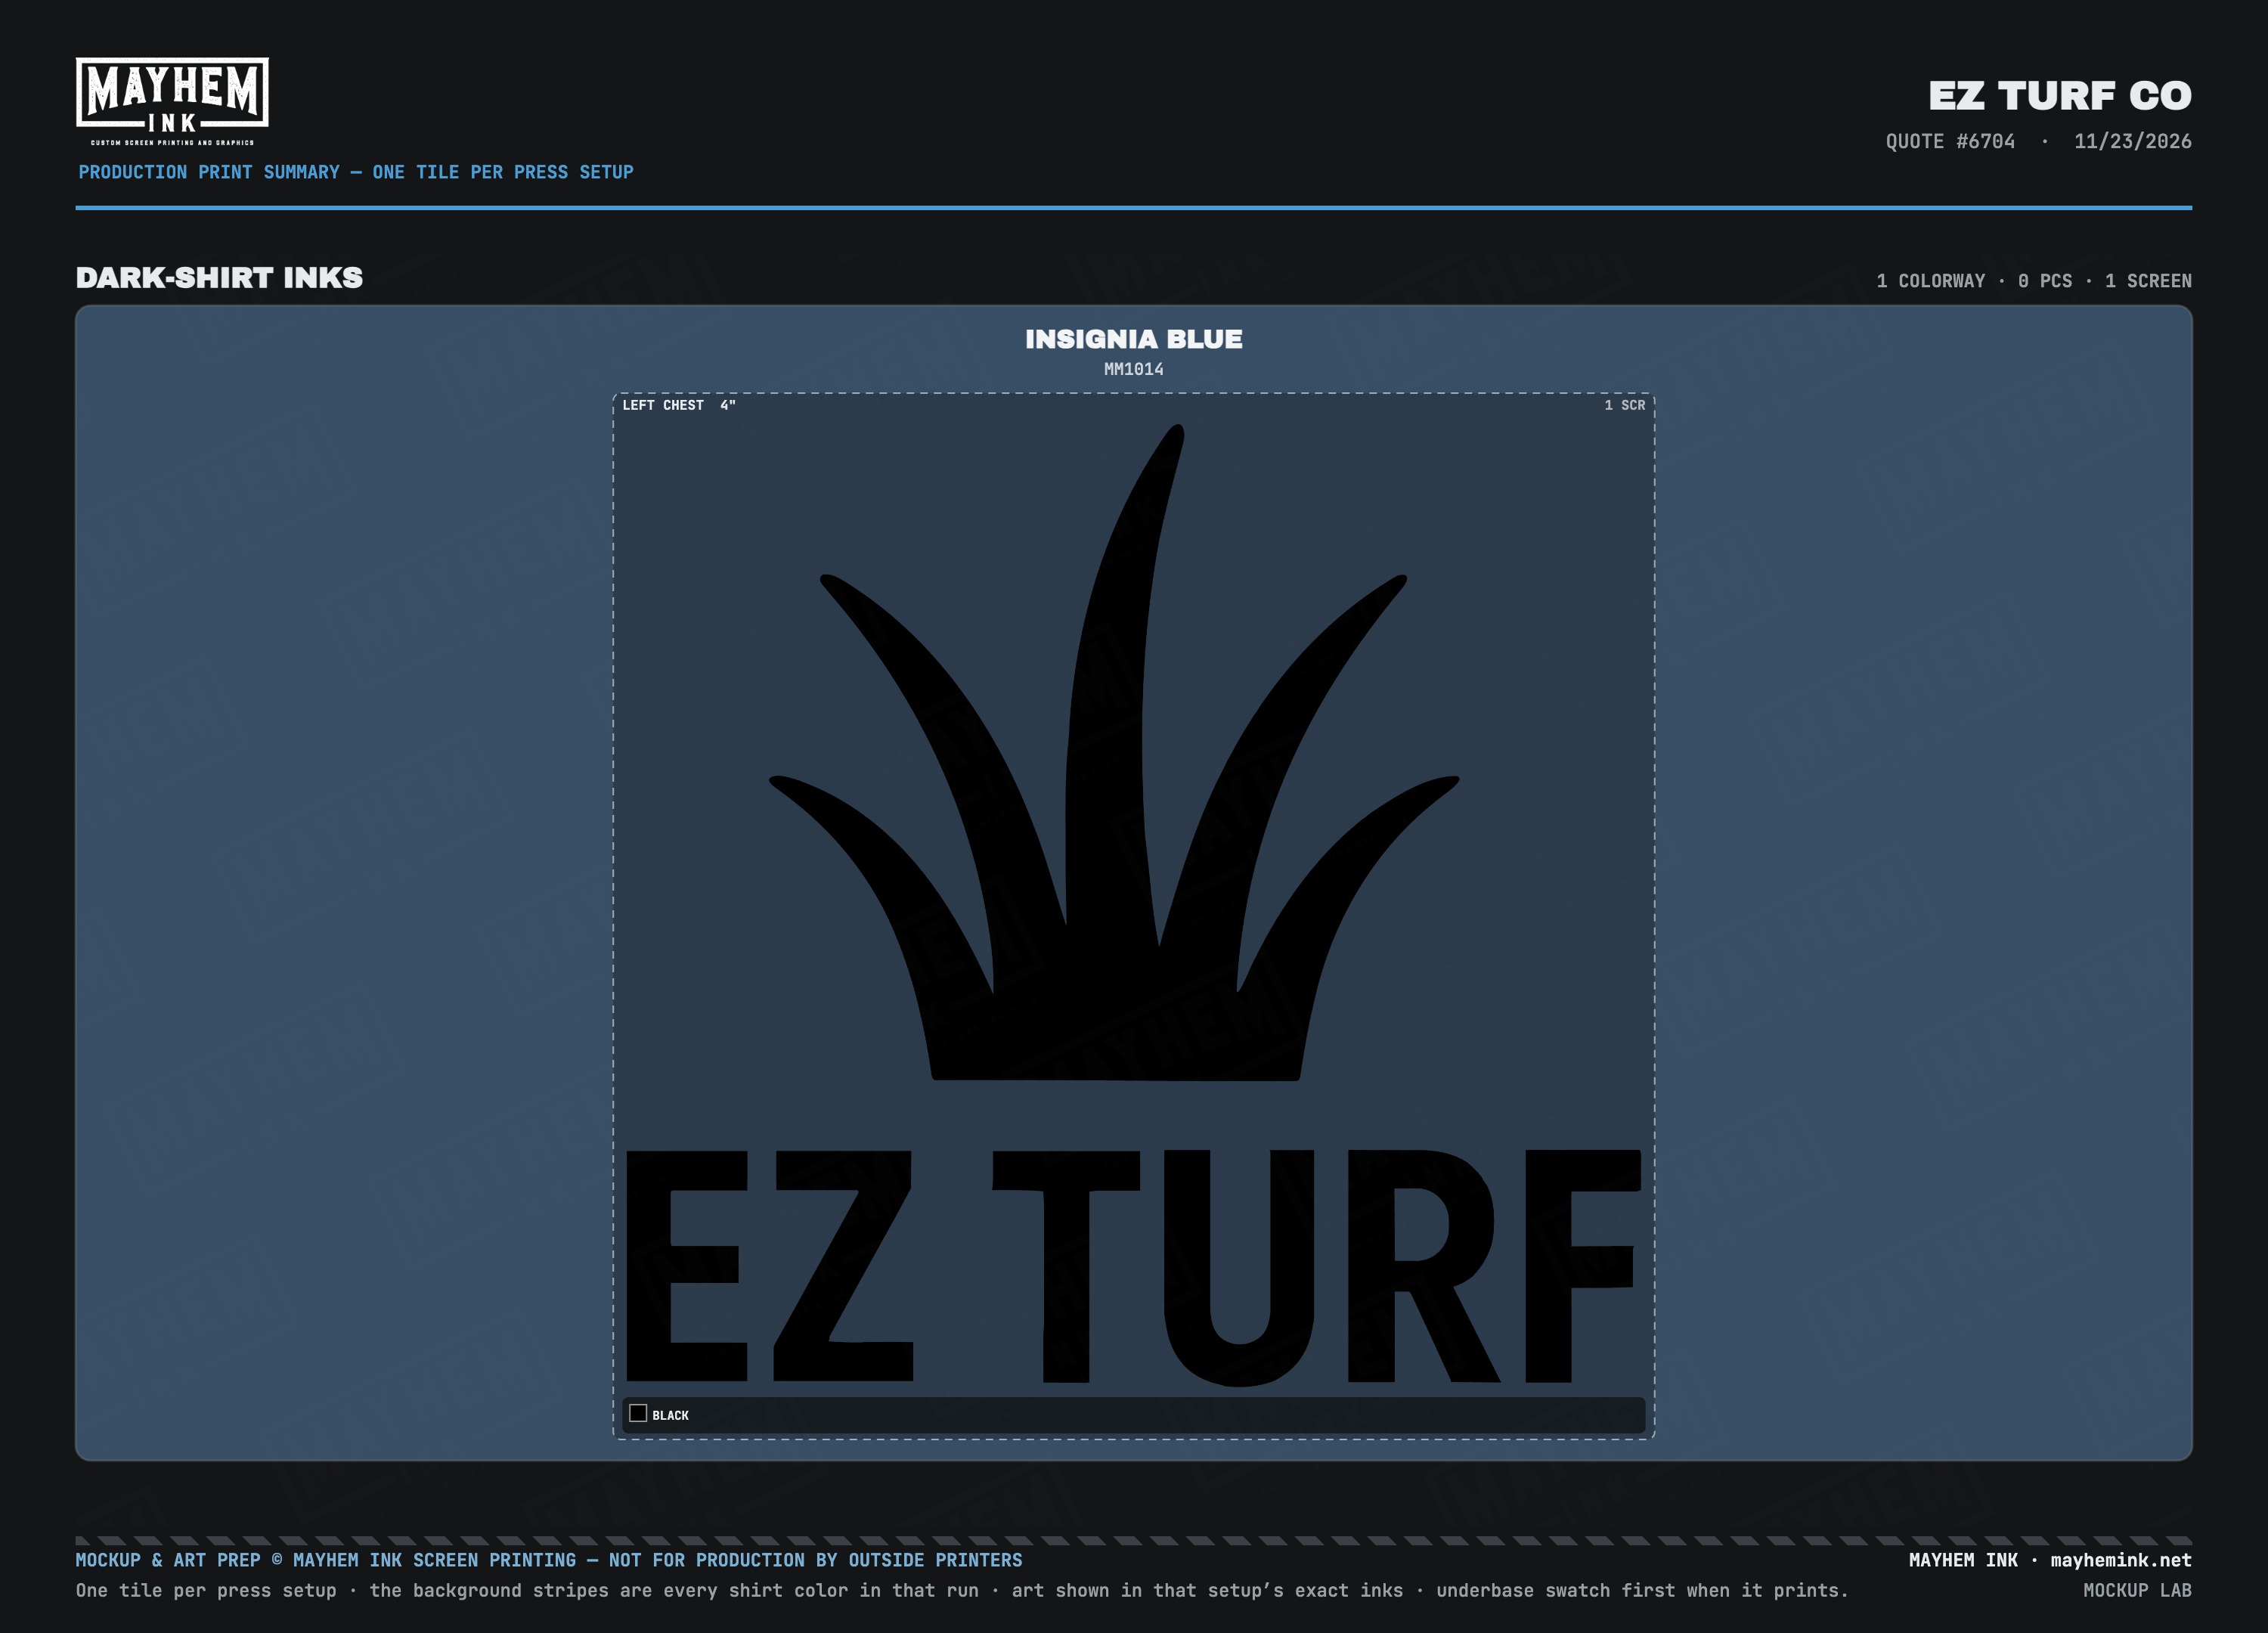 MAYHEM
INK
CUSTOM SCREEN PRINTING AND GRAPHICS
PRODUCTION PRINT SUMMARY — ONE TILE PER PRESS SETUP
EZ TURF CO
QUOTE #6704 · 11/23/2026
DARK-SHIRT INKS
1 COLORWAY · 0 PCS · 1 SCREEN
INSIGNIA BLUE
MM1014
LEFT CHEST 4"
1 SCR
EZ TURF
BLACK
MOCKUP & ART PREP © MAYHEM INK SCREEN PRINTING — NOT FOR PRODUCTION BY OUTSIDE PRINTERS
MAYHEM INK · mayhemink.net
One tile per press setup · the background stripes are every shirt color in that run · art shown in that setup’s exact inks · underbase swatch first when it prints.
MOCKUP LAB